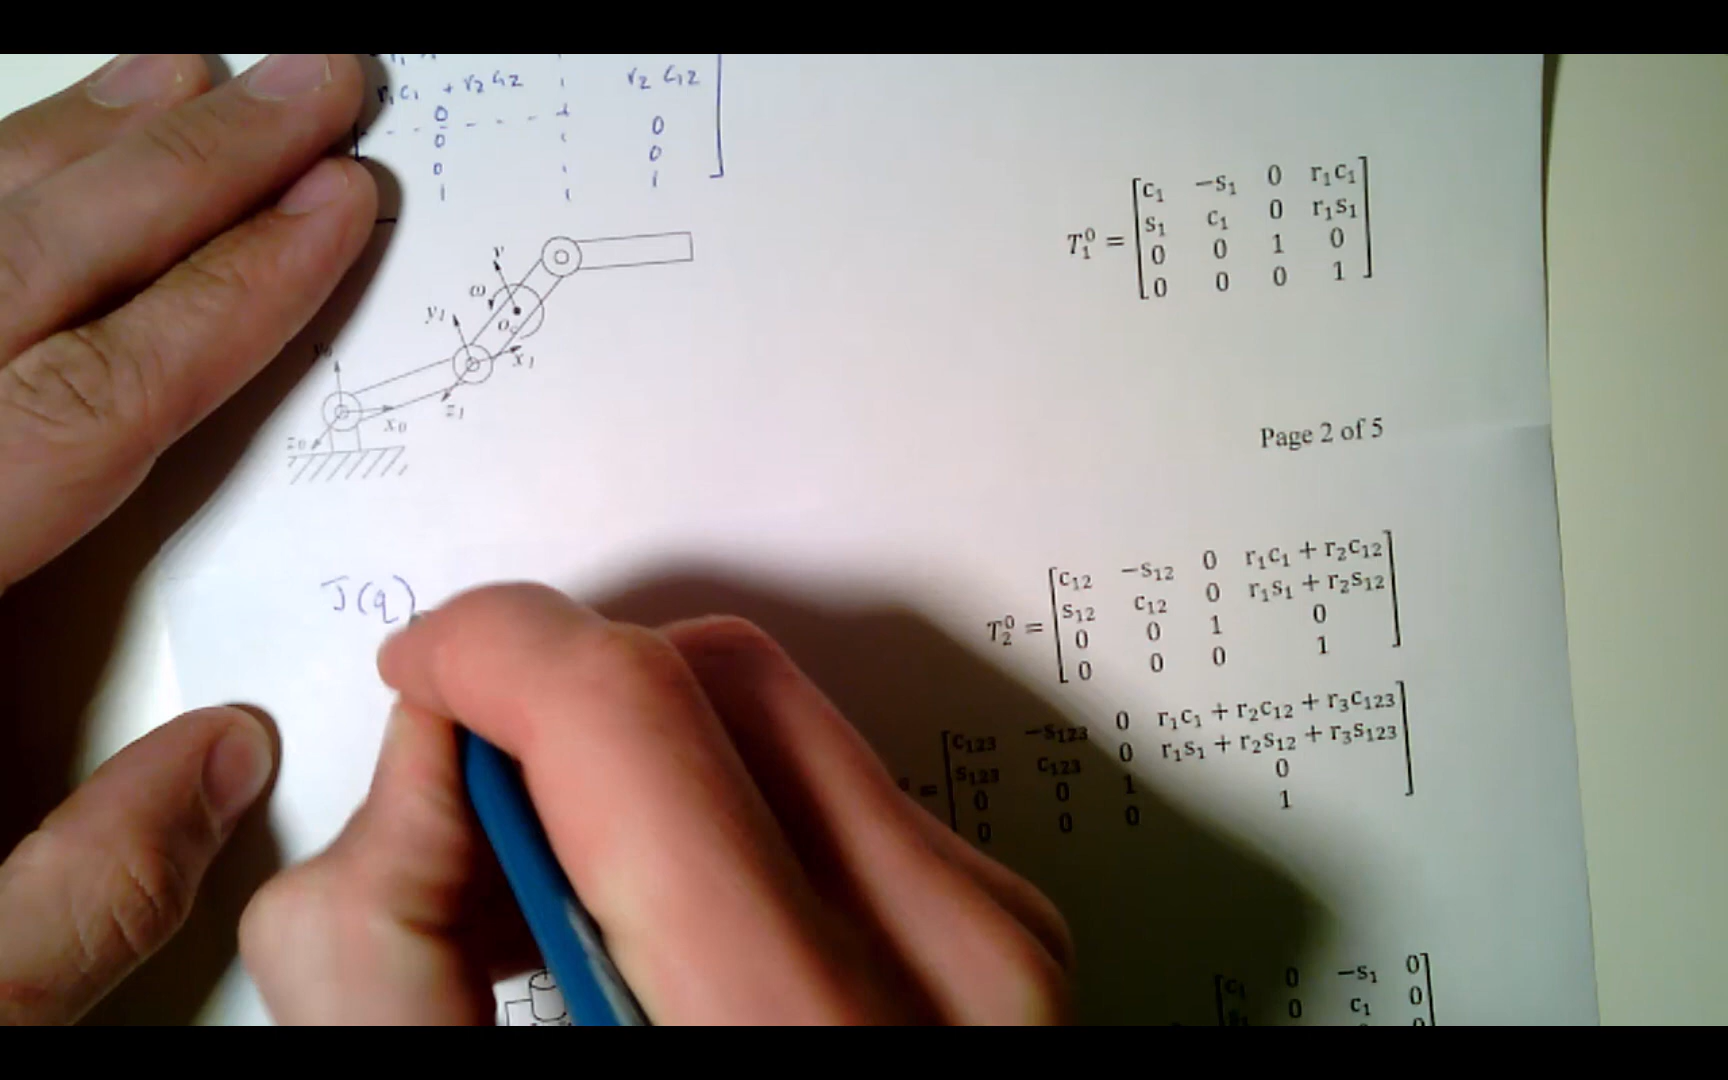 r₁c₁ + r₂c₁₂ r₂ c₁₂
0
0 0
0 0
1 1
T₁⁰ = [c₁ −s₁ 0 r₁c₁
s₁ c₁ 0 r₁s₁
0 0 1 0
0 0 0 1]
v
ω
y₁
o_c
x₁
z₁
y₀
x₀
z₀
Page 2 of 5
J(q)
T₂⁰ = [c₁₂ −s₁₂ 0 r₁c₁ + r₂c₁₂
s₁₂ c₁₂ 0 r₁s₁ + r₂s₁₂
0 0 1 0
0 0 0 1]
= [c₁₂₃ −s₁₂₃ 0 r₁c₁ + r₂c₁₂ + r₃c₁₂₃
s₁₂₃ c₁₂₃ 0 r₁s₁ + r₂s₁₂ + r₃s₁₂₃
0 0 1 0
0 0 0 1]
[c₁ 0 −s₁ 0]
s₁ 0 c₁ 0